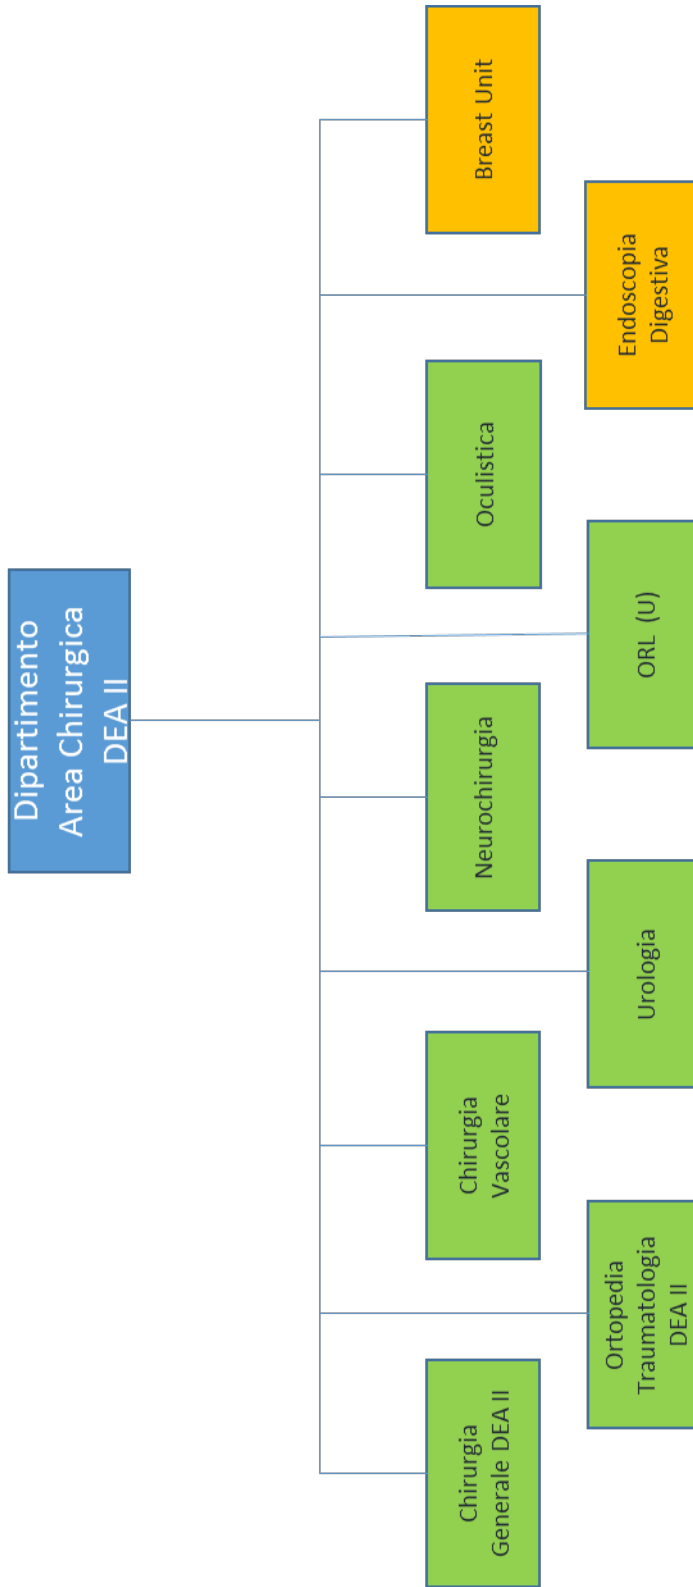 Dipartimento
Area Chirurgica
DEA II
Chirurgia
Generale DEA II
Chirurgia
Vascolare
Neurochirurgia
Oculistica
Breast Unit
Ortopedia
Traumatologia
DEA II
Urologia
ORL (U)
Endoscopia
Digestiva